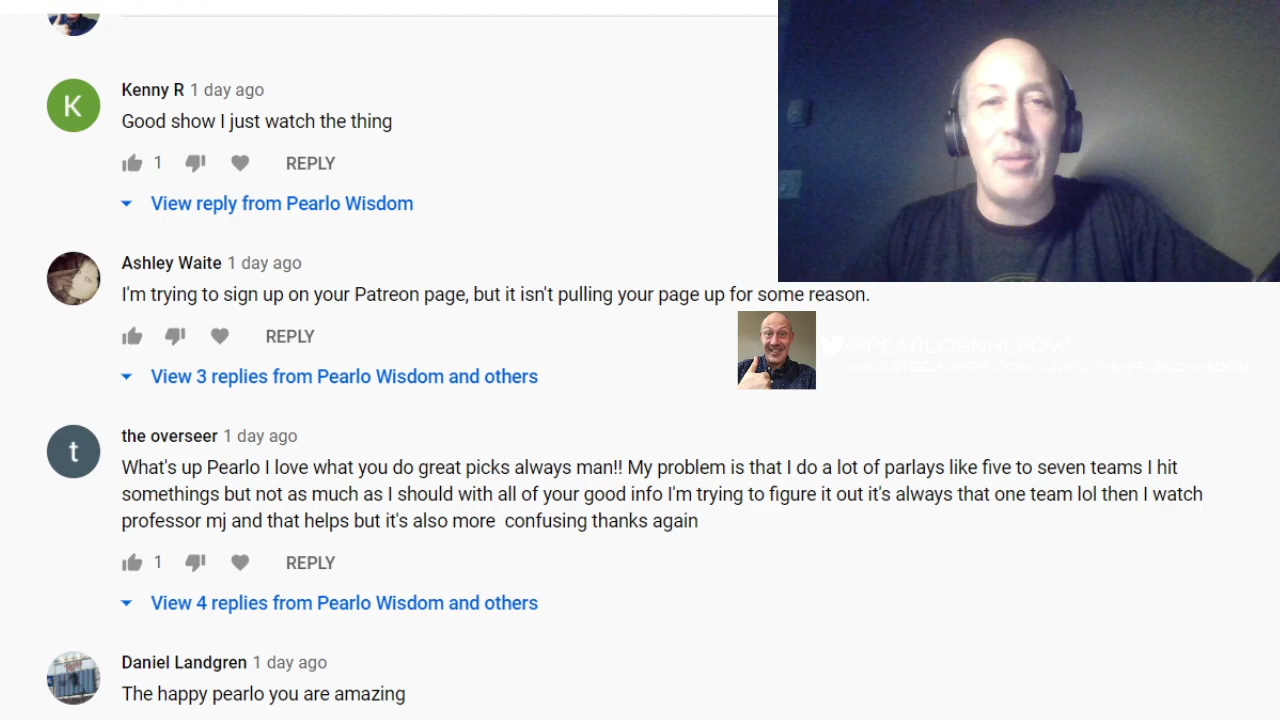 Kenny R 1 day ago
K
Good show I just watch the thing
1 REPLY
View reply from Pearlo Wisdom
Ashley Waite 1 day ago
I'm trying to sign up on your Patreon page, but it isn't pulling your page up for some reason.
REPLY
@PEARLOSNHLPOW
View 3 replies from Pearlo Wisdom and others
the overseer 1 day ago
t
What's up Pearlo I love what you do great picks always man!! My problem is that I do a lot of parlays like five to seven teams I hit
somethings but not as much as I should with all of your good info I'm trying to figure it out it's always that one team lol then I watch
professor mj and that helps but it's also more confusing thanks again
1 REPLY
View 4 replies from Pearlo Wisdom and others
Daniel Landgren 1 day ago
The happy pearlo you are amazing